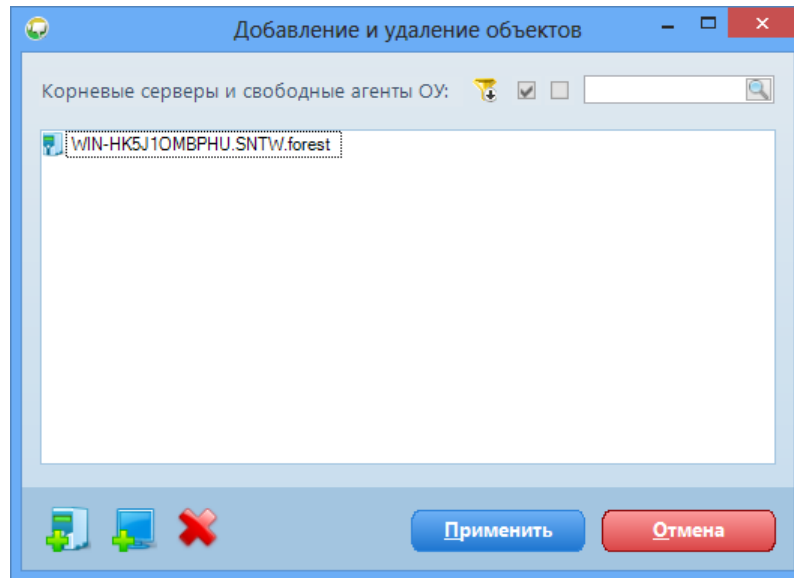 Добавление и удаление объектов
Корневые серверы и свободные агенты ОУ:
WIN-HK5J1OMBPHU.SNTW.forest
Применить
Отмена